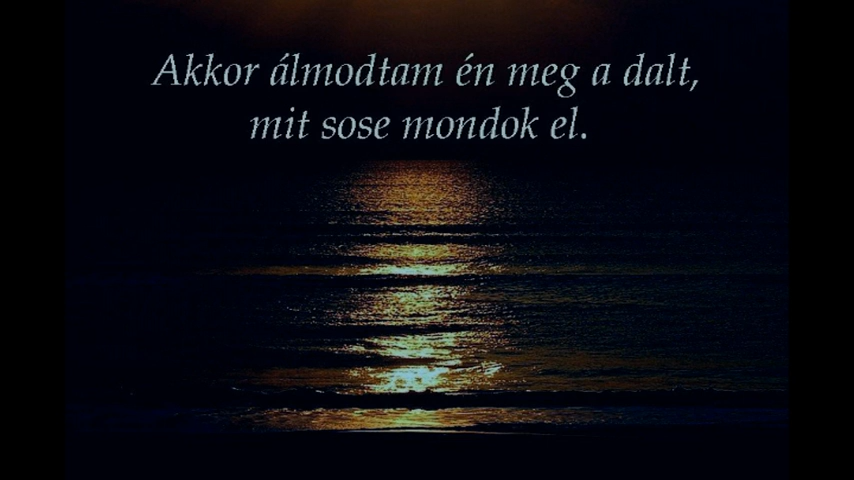 Akkor álmodtam én meg a dalt,
mit sose mondok el.